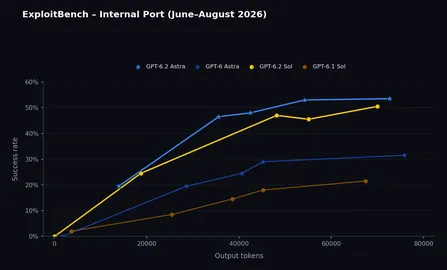 ExploitBench – Internal Port (June–August 2026)
GPT-6.2 Astra GPT-6 Astra GPT-6.2 Sol GPT-6.1 Sol
60%
50%
40%
30%
20%
10%
0%
Success rate
0 20000 40000 60000 80000
Output tokens